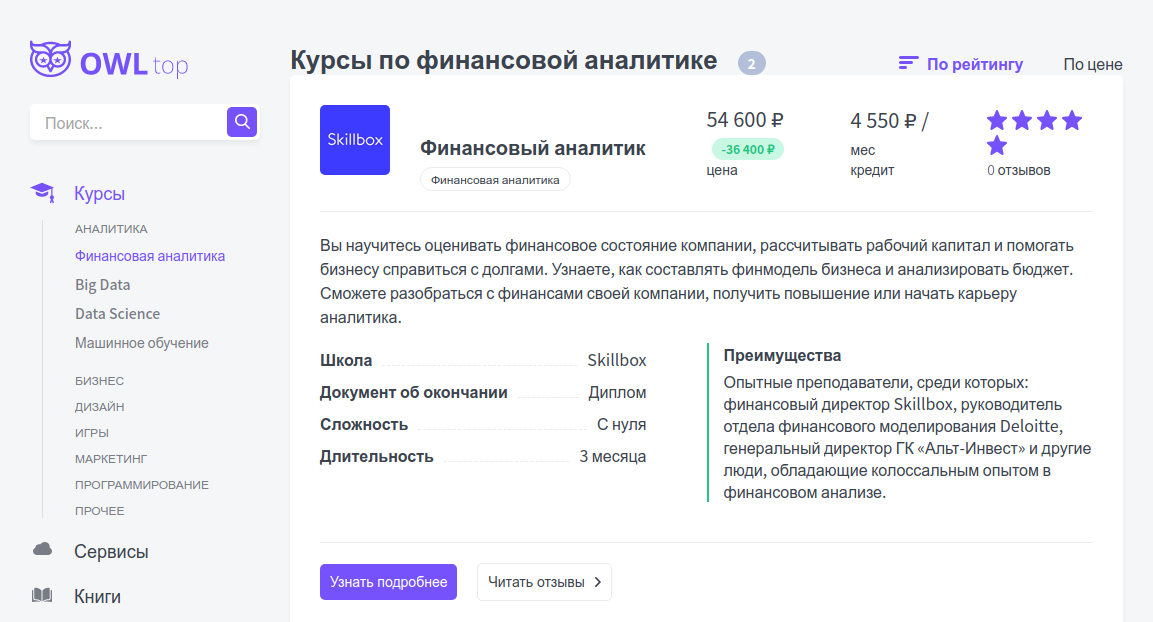 OWL top
Поиск...
Курсы
АНАЛИТИКА
Финансовая аналитика
Big Data
Data Science
Машинное обучение
БИЗНЕС
ДИЗАЙН
ИГРЫ
МАРКЕТИНГ
ПРОГРАММИРОВАНИЕ
ПРОЧЕЕ
Сервисы
Книги
Курсы по финансовой аналитике 2
По рейтингу По цене
Skillbox
Финансовый аналитик
Финансовая аналитика
54 600 ₽
-36 400 ₽
цена
4 550 ₽ /
мес
кредит
0 отзывов
Вы научитесь оценивать финансовое состояние компании, рассчитывать рабочий капитал и помогать
бизнесу справиться с долгами. Узнаете, как составлять финмодель бизнеса и анализировать бюджет.
Сможете разобраться с финансами своей компании, получить повышение или начать карьеру
аналитика.
Школа Skillbox
Документ об окончании Диплом
Сложность С нуля
Длительность 3 месяца
Преимущества
Опытные преподаватели, среди которых:
финансовый директор Skillbox, руководитель
отдела финансового моделирования Deloitte,
генеральный директор ГК «Альт-Инвест» и другие
люди, обладающие колоссальным опытом в
финансовом анализе.
Узнать подробнее
Читать отзывы